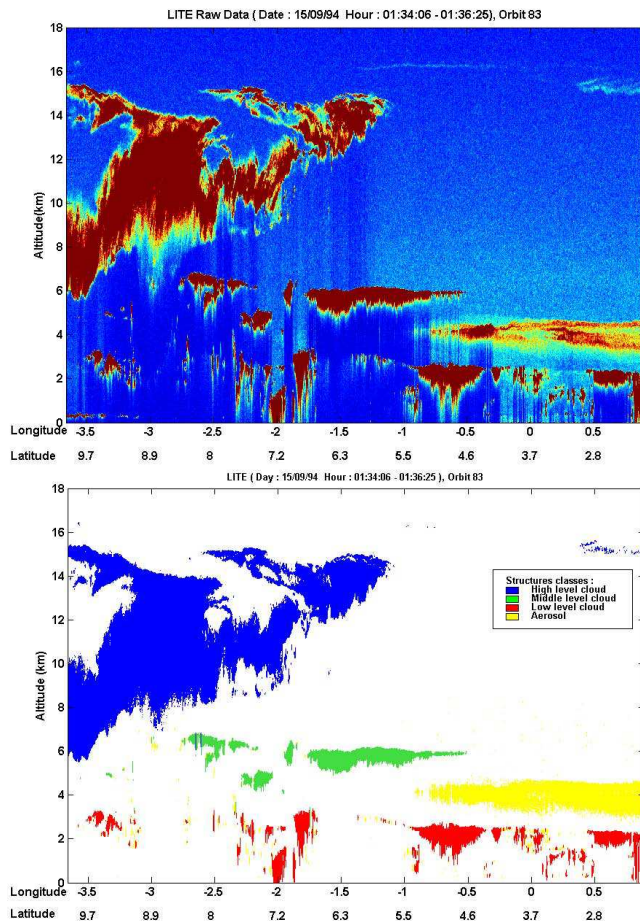 LITE Raw Data ( Date : 15/09/94 Hour : 01:34:06 - 01:36:25), Orbit 83
18
16
14
12
10
8
6
4
2
0
Altitude(km)
Longitude -3.5 -3 -2.5 -2 -1.5 -1 -0.5 0 0.5
Latitude 9.7 8.9 8 7.2 6.3 5.5 4.6 3.7 2.8
LITE ( Day : 15/09/94 Hour : 01:34:06 - 01:36:25 ), Orbit 83
18
16
14
12
10
8
6
4
2
0
Altitude (km)
Structures classes :
High level cloud
Middle level cloud
Low level cloud
Aerosol
Longitude -3.5 -3 -2.5 -2 -1.5 -1 -0.5 0 0.5
Latitude 9.7 8.9 8 7.2 6.3 5.5 4.6 3.7 2.8